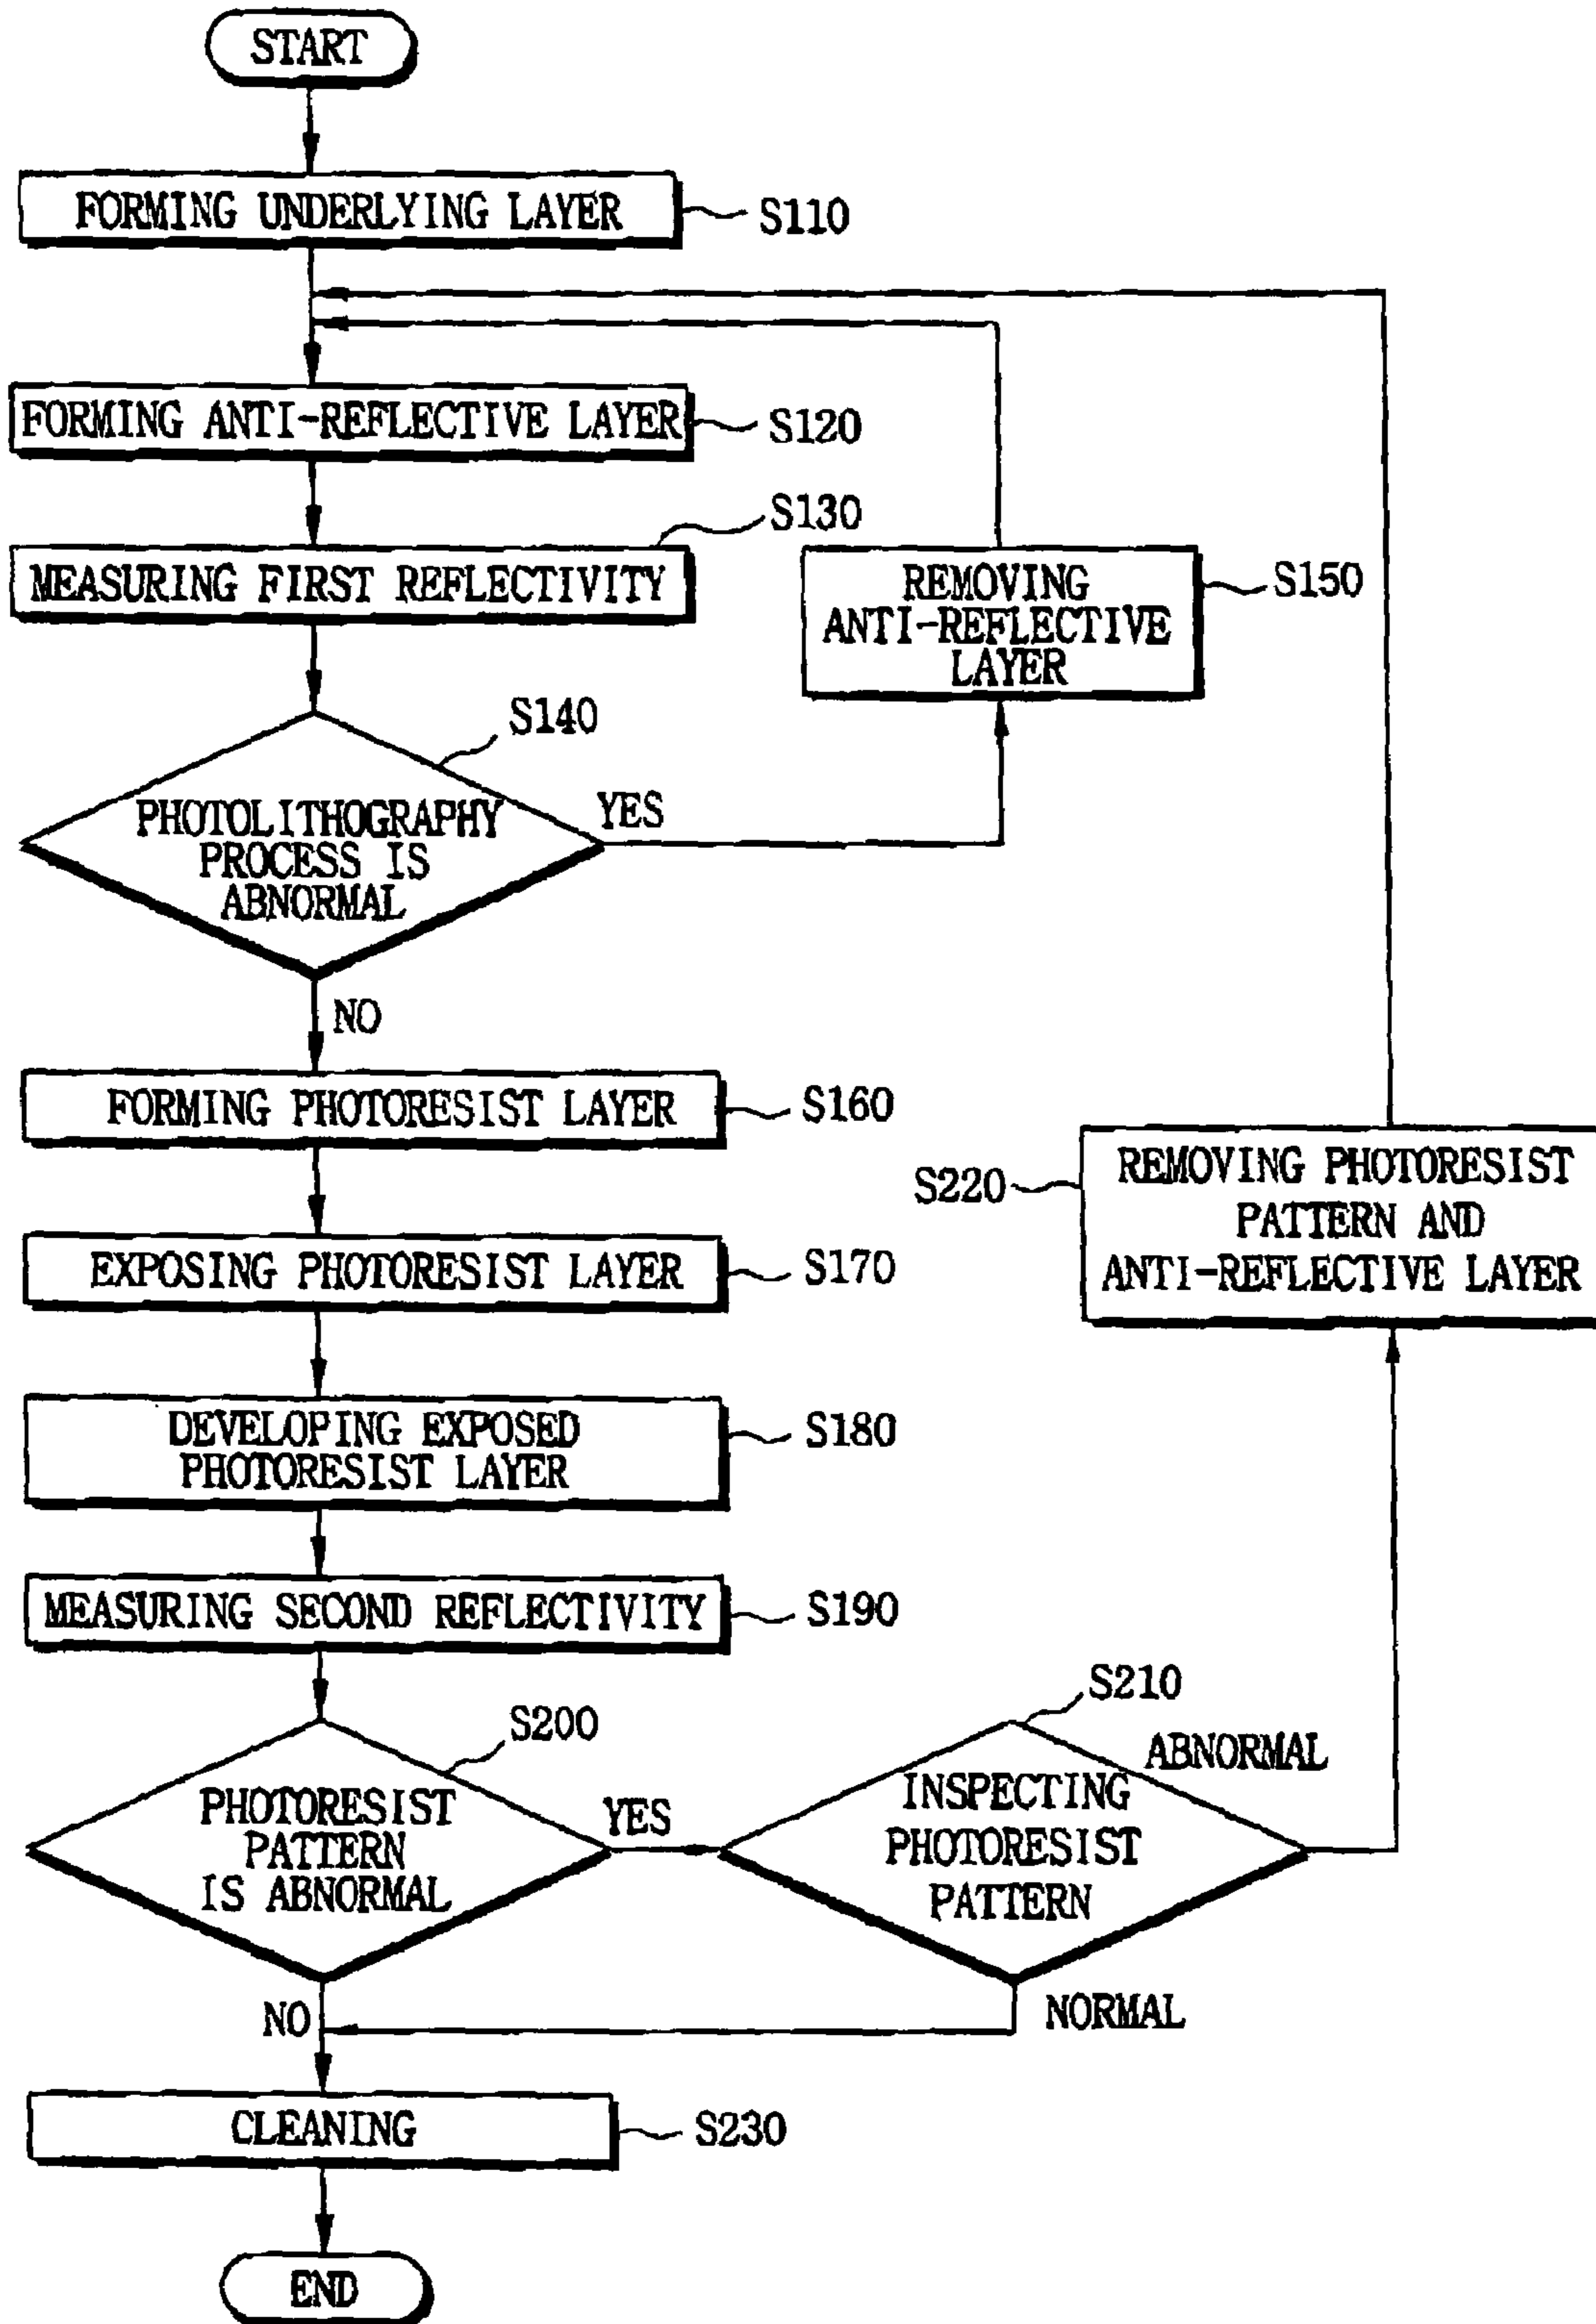 START
FORMING UNDERLYING LAYER
S110
FORMING ANTI-REFLECTIVE LAYER
S120
S130
MEASURING FIRST REFLECTIVITY
REMOVING
ANTI-REFLECTIVE
LAYER
S150
S140
PHOTOLITHOGRAPHY
PROCESS IS
ABNORMAL
YES
NO
FORMING PHOTORESIST LAYER
S160
S220
REMOVING PHOTORESIST
PATTERN AND
ANTI-REFLECTIVE LAYER
EXPOSING PHOTORESIST LAYER
S170
DEVELOPING EXPOSED
PHOTORESIST LAYER
S180
MEASURING SECOND REFLECTIVITY
S190
S200
PHOTORESIST
PATTERN
IS ABNORMAL
YES
S210
ABNORMAL
INSPECTING
PHOTORESIST
PATTERN
NO
NORMAL
CLEANING
S230
END